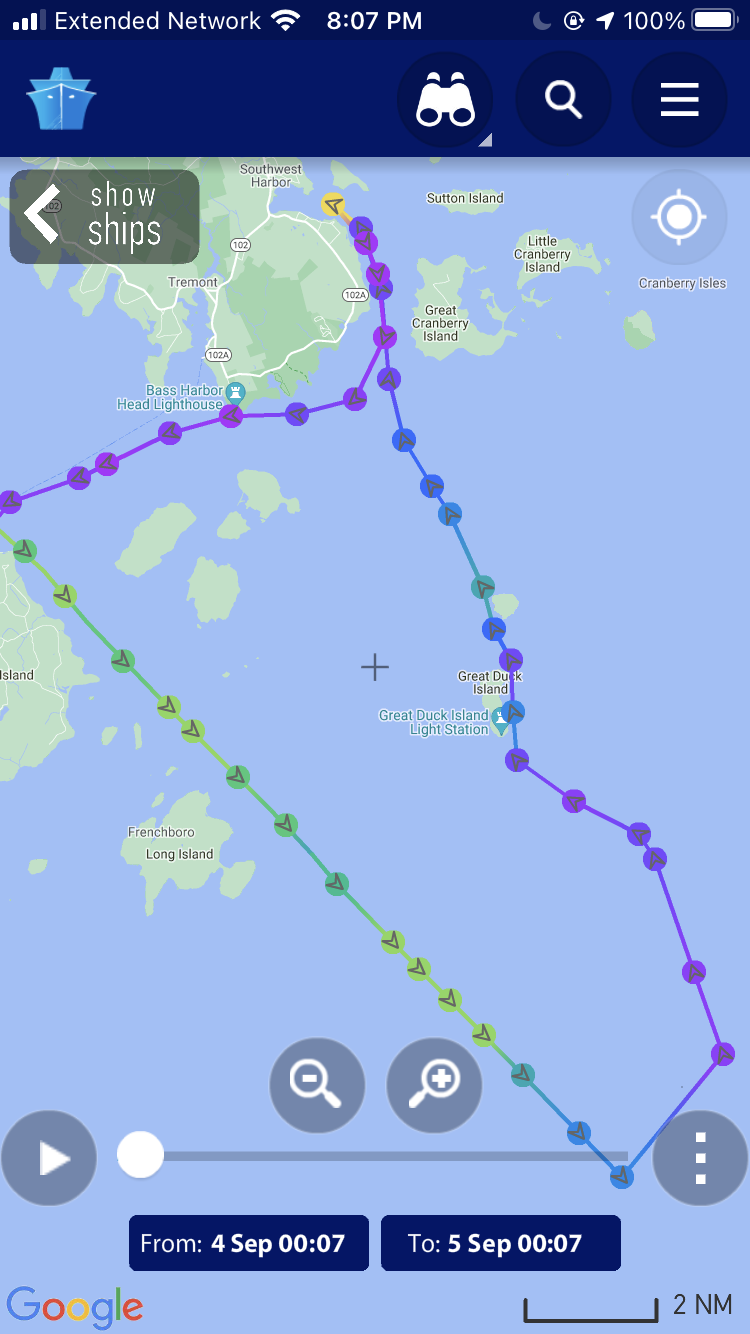 Extended Network 8:07 PM 100%
show
ships
102
Southwest
Harbor
Sutton Island
102
Little
Cranberry
Island
Tremont
Cranberry Isles
102A
Great
Cranberry
Island
102A
Bass Harbor
Head Lighthouse
Island
Great Duck
Island
Great Duck Island
Light Station
Frenchboro
Long Island
From: 4 Sep 00:07
To: 5 Sep 00:07
Google
2 NM